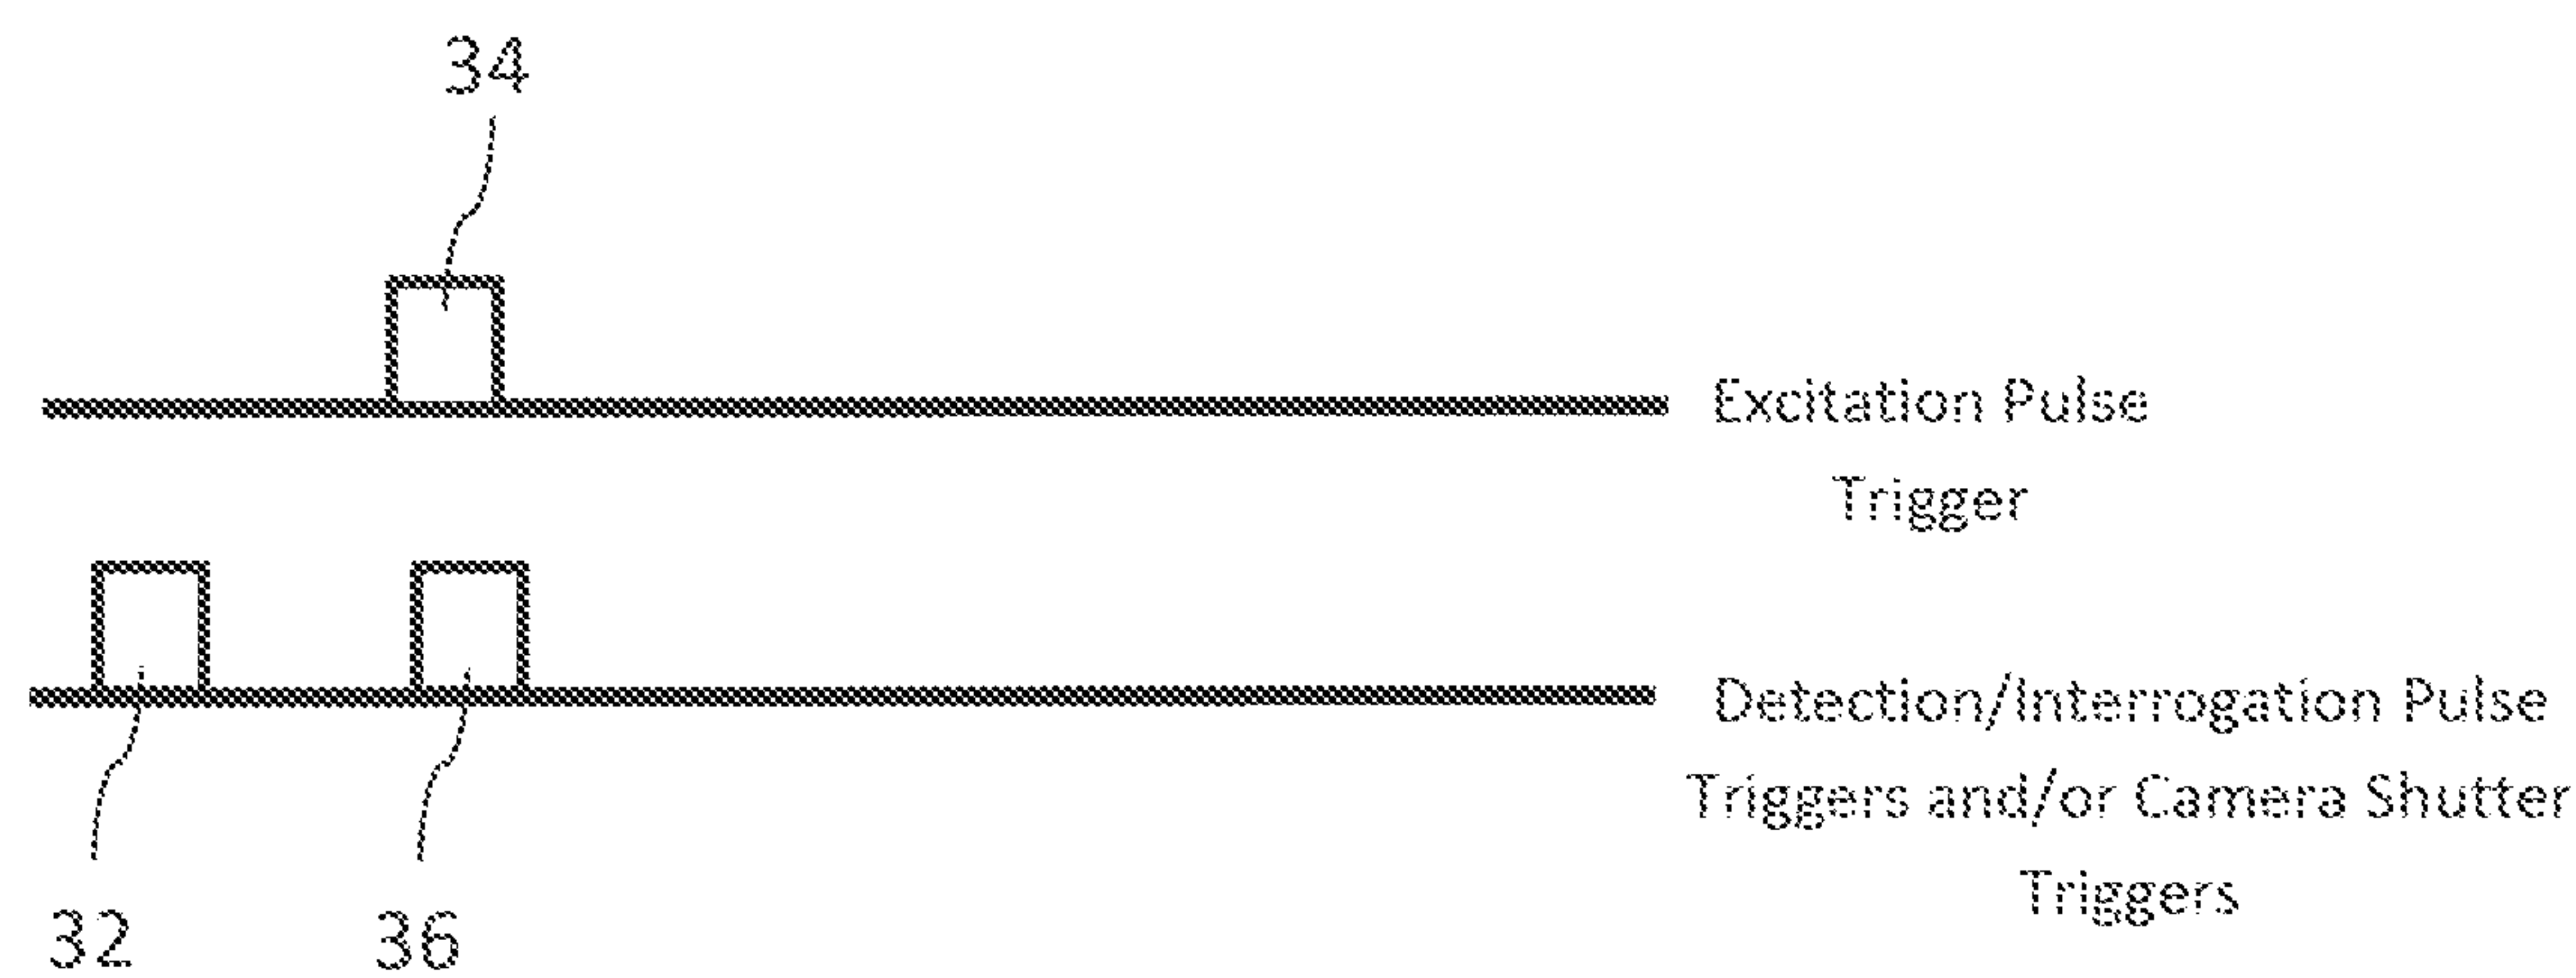 34
Excitation Pulse
Trigger
Detection/Interrogation Pulse
Triggers and/or Camera Shutter
Triggers
32 36